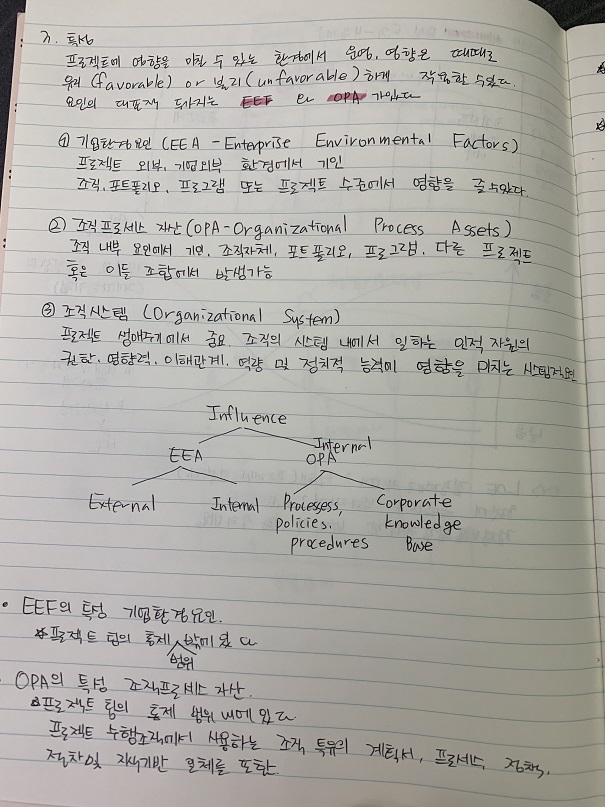 ㅈ. 특성
프로젝트에 영향을 미칠 수 있는 환경에서 운영. 영향은 때때로
유리(favorable) or 불리(unfavorable)하게 작용할 수있다.
요인의 대표적 두가지는 EEF 와 OPA 가있다
① 기업환경요인 (EEA - Enterprise Environmental Factors)
프로젝트 외부, 기업외부 환경에서 기인
조직, 포트폴리오, 프로그램 또는 프로젝트 수준에서 영향을 줄수있다.
② 조직프로세스 자산(OPA-Organizational Process Assets)
조직 내부 요인에서 기인. 조직자체, 포트폴리오, 프로그램. 다른 프로젝트
혹은 이들 조합에서 발생가능
③ 조직시스템 (Organizational System)
프로젝트 생애주기에서 중요. 조직의 시스템 내에서 일하는 인적 자원의
권한. 영향력. 이해관계. 역량 및 정치적 능력에 영향을 미치는 시스템적요인
Influence
EEA Internal OPA
External Internal Processess, policies. procedures Corporate knowledge Base
• EEF의 특성 기업환경요인.
☆프로젝트 팀의 통제 범위 밖에 있다
• OPA의 특성 조직프로세스 자산.
☆프로젝트 팀의 통제 범위 내에있다
프로젝트 수행조직에서 사용하는 조직 특유의 계획서, 프로세스, 정책,
절차및 지식기반 일체를 포함.